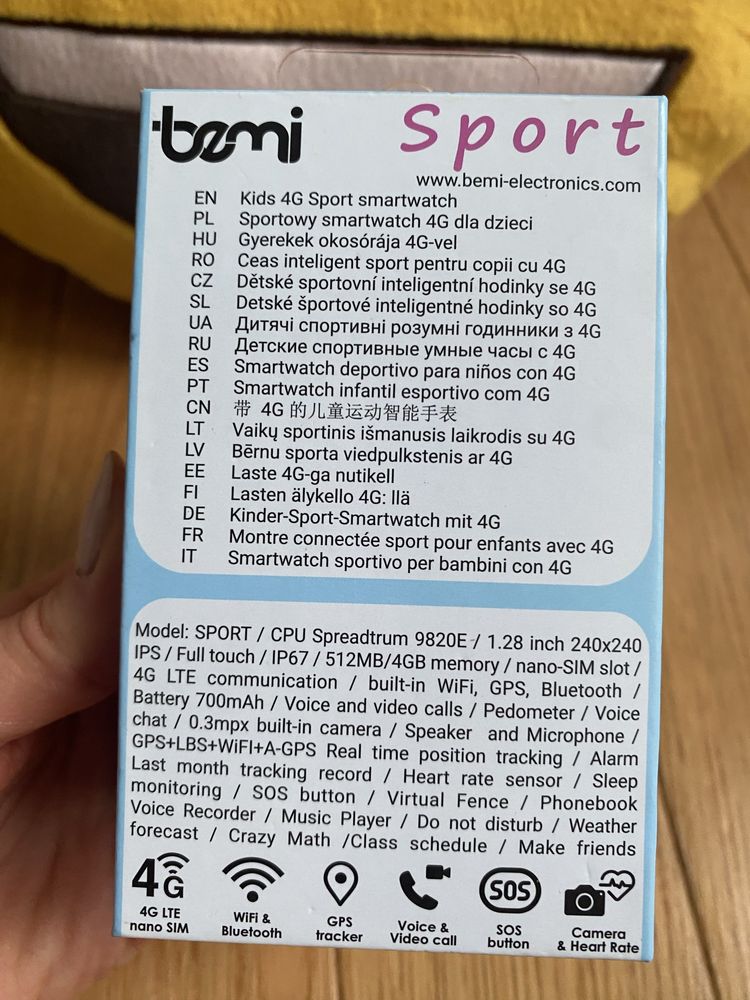 bemi
Sport
www.bemi-electronics.com
EN Kids 4G Sport smartwatch
PL Sportowy smartwatch 4G dla dzieci
HU Gyerekek okosórája 4G-vel
RO Ceas inteligent sport pentru copii cu 4G
CZ Dětské sportovní inteligentní hodinky se 4G
SL Detské športové inteligentné hodinky so 4G
UA Дитячі спортивні розумні годинники з 4G
RU Детские спортивные умные часы с 4G
ES Smartwatch deportivo para niños con 4G
PT Smartwatch infantil esportivo com 4G
CN 带 4G 的儿童运动智能手表
LT Vaikų sportinis išmanusis laikrodis su 4G
LV Bērnu sporta viedpulkstenis ar 4G
EE Laste 4G-ga nutikell
FI Lasten älykello 4G: llä
DE Kinder-Sport-Smartwatch mit 4G
FR Montre connectée sport pour enfants avec 4G
IT Smartwatch sportivo per bambini con 4G
Model: SPORT / CPU Spreadtrum 9820E / 1.28 inch 240x240
IPS / Full touch / IP67 / 512MB/4GB memory / nano-SIM slot /
4G LTE communication / built-in WiFi, GPS, Bluetooth /
Battery 700mAh / Voice and video calls / Pedometer / Voice
chat / 0.3mpx built-in camera / Speaker and Microphone /
GPS+LBS+WiFI+A-GPS Real time position tracking / Alarm
Last month tracking record / Heart rate sensor / Sleep
monitoring / SOS button / Virtual Fence / Phonebook
Voice Recorder / Music Player / Do not disturb / Weather
forecast / Crazy Math /Class schedule / Make friends
4G
SOS
4G LTE
nano SIM
WiFi &
Bluetooth
GPS
tracker
Voice &
Video call
SOS
button
Camera
& Heart Rate